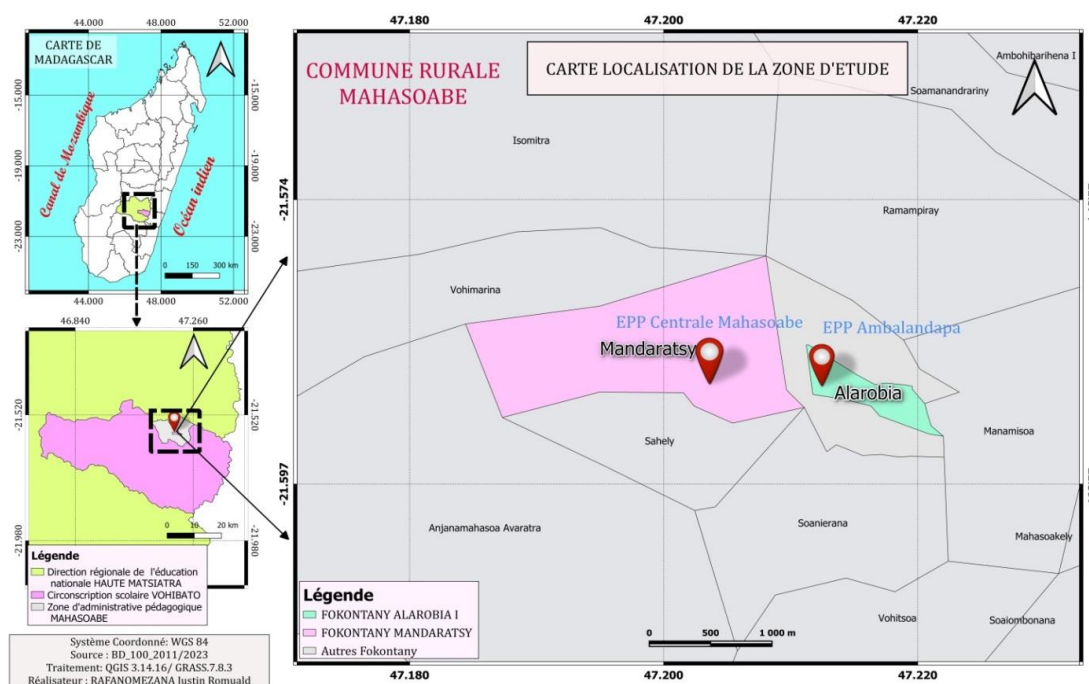 44.000 48.000 52.000
CARTE DE
MADAGASCAR
-15.000
-15.000
Canal de Mozambique
-19.000
-19.000
Océan indien
-23.000
-23.000
0 150 300 km
44.000 48.000 52.000
46.840 47.260
-21.520
-21.520
0 10 20 km
-21.980
-21.980
Légende
Direction régionale de l'éducation
nationale HAUTE MATSIATRA
Circonscription scolaire VOHIBATO
Zone d'administrative pédagogique
MAHASOABE
Système Coordonné: WGS 84
Source : BD_100_2011/2023
Traitement: QGIS 3.14.16/ GRASS.7.8.3
Réalisateur : RAFANOMEZANA Justin Romuald
47.180 47.200 47.220
COMMUNE RURALE
MAHASOABE
CARTE LOCALISATION DE LA ZONE D'ETUDE
Ambohibarihena I
Soamanandrariny
Isomitra
-21.574
Ramampiray
Vohimarina
EPP Centrale Mahasoabe
EPP Ambalandapa
Mandaratsy
Alarobia
Manamisoa
Sahely
-21.597
Anjanamahasoa Avaratra
Soanierana
Mahasoakely
Légende
FOKONTANY ALAROBIA I
FOKONTANY MANDARATSY
Autres Fokontany
0 500 1 000 m
Vohitsoa
Soaiombonana
47.180 47.200 47.220